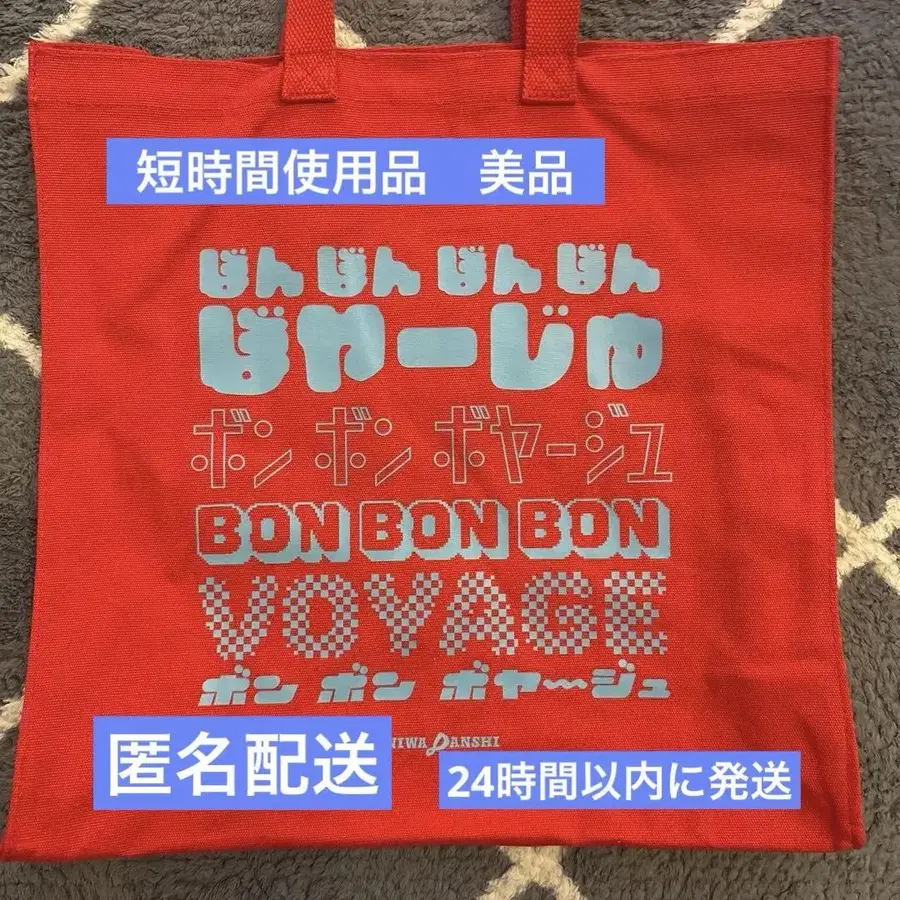 短時間使用品 美品
ぼん ぼん ぼん ぼん
ぼやーじゅ
ボン ボン ボヤージュ
BON BON BON
VOYAGE
ボン ボン ボヤ〜ジュ
DANSHI
匿名配送
24時間以内に発送